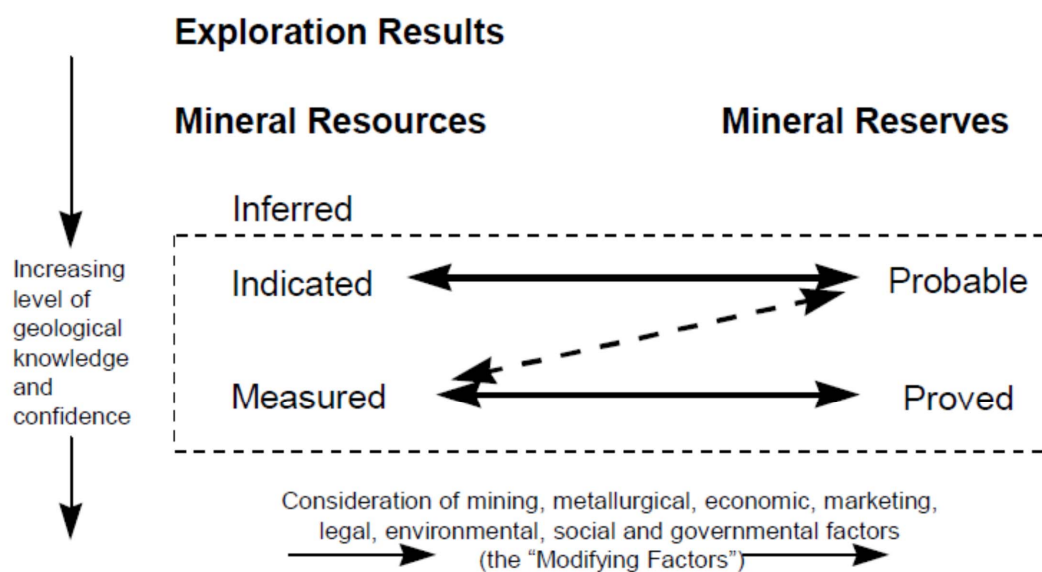 Exploration Results
Mineral Resources
Mineral Reserves
Inferred
Increasing
level of
geological
knowledge
and
confidence
Indicated
Probable
Measured
Proved
Consideration of mining, metallurgical, economic, marketing,
legal, environmental, social and governmental factors
(the “Modifying Factors”)